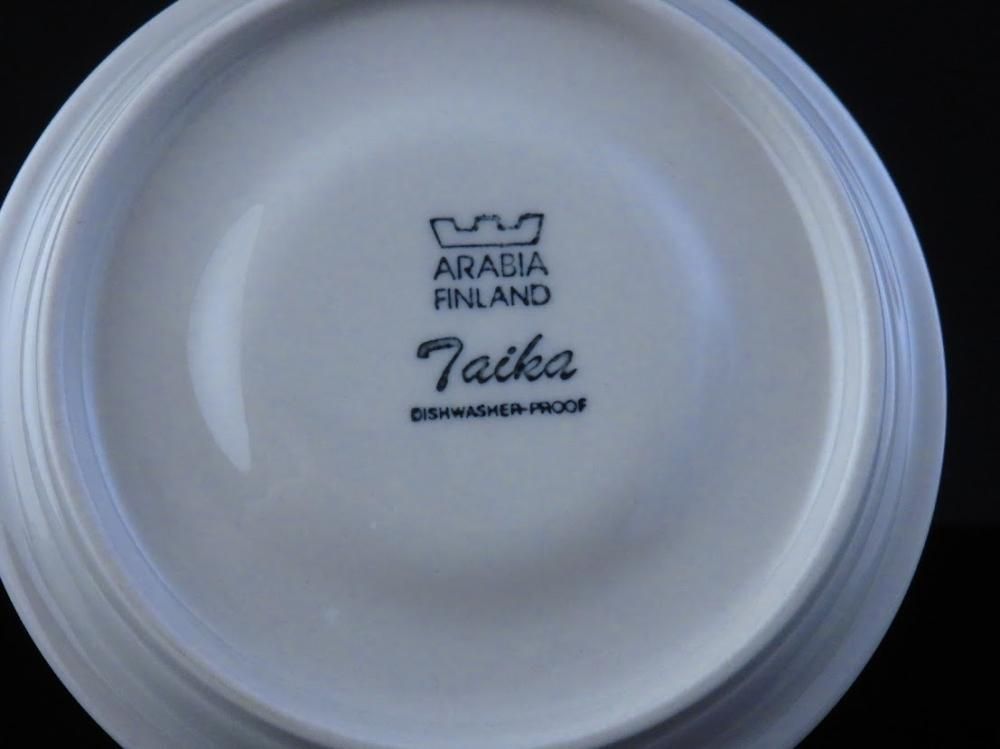 ARABIA
FINLAND
Taika
DISHWASHER-PROOF